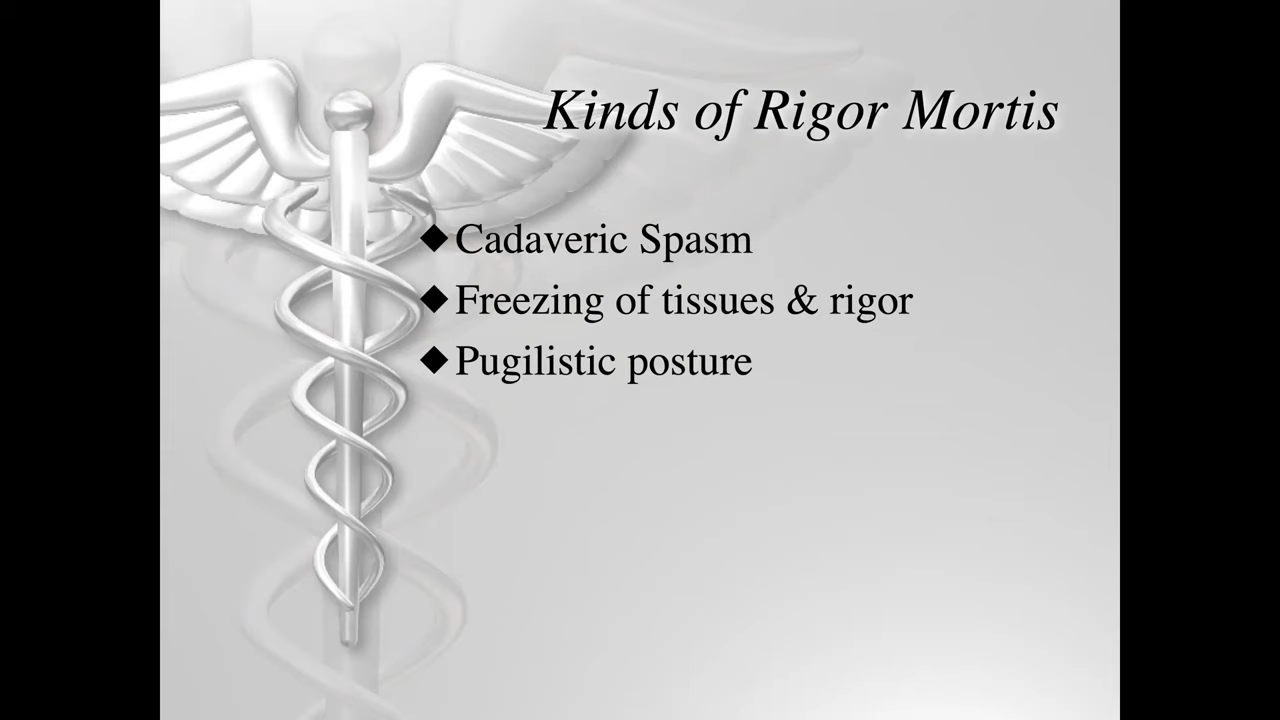 Kinds of Rigor Mortis
◆Cadaveric Spasm
◆Freezing of tissues & rigor
◆Pugilistic posture